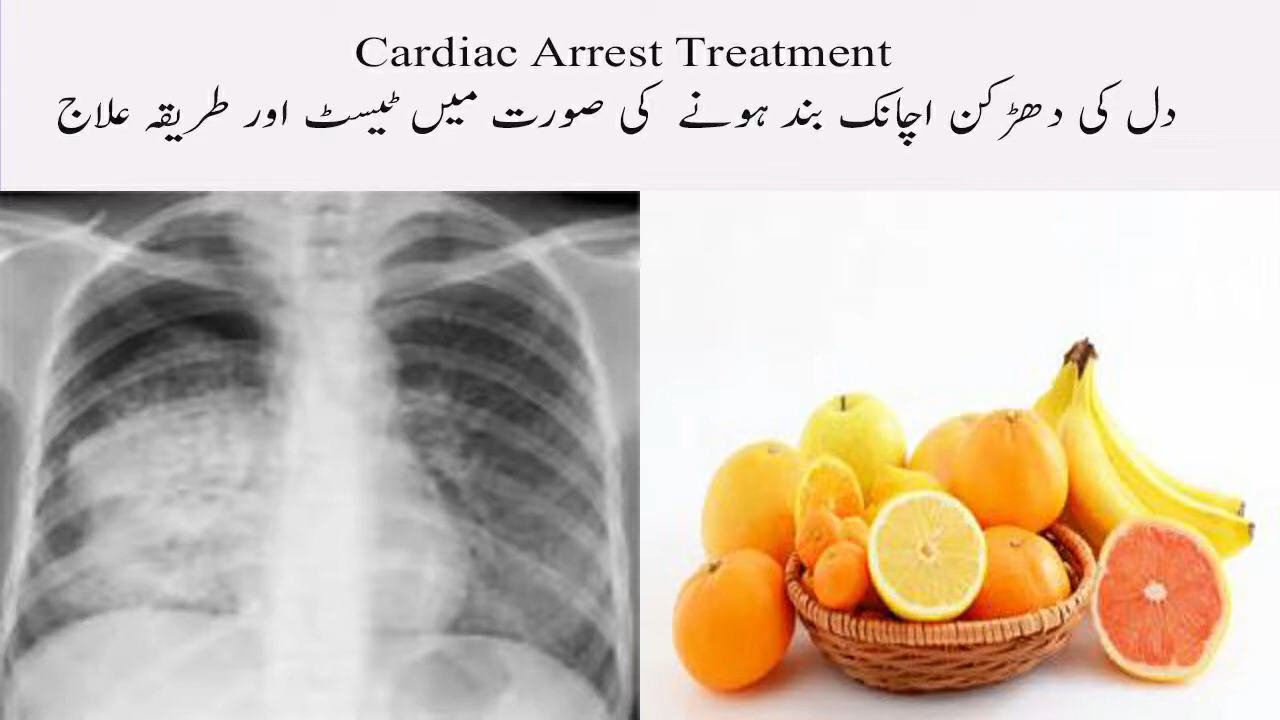 Cardiac Arrest Treatment
دل کی دھڑکن اچانک بند ہونے کی صورت میں ٹیسٹ اور طریقہ علاج